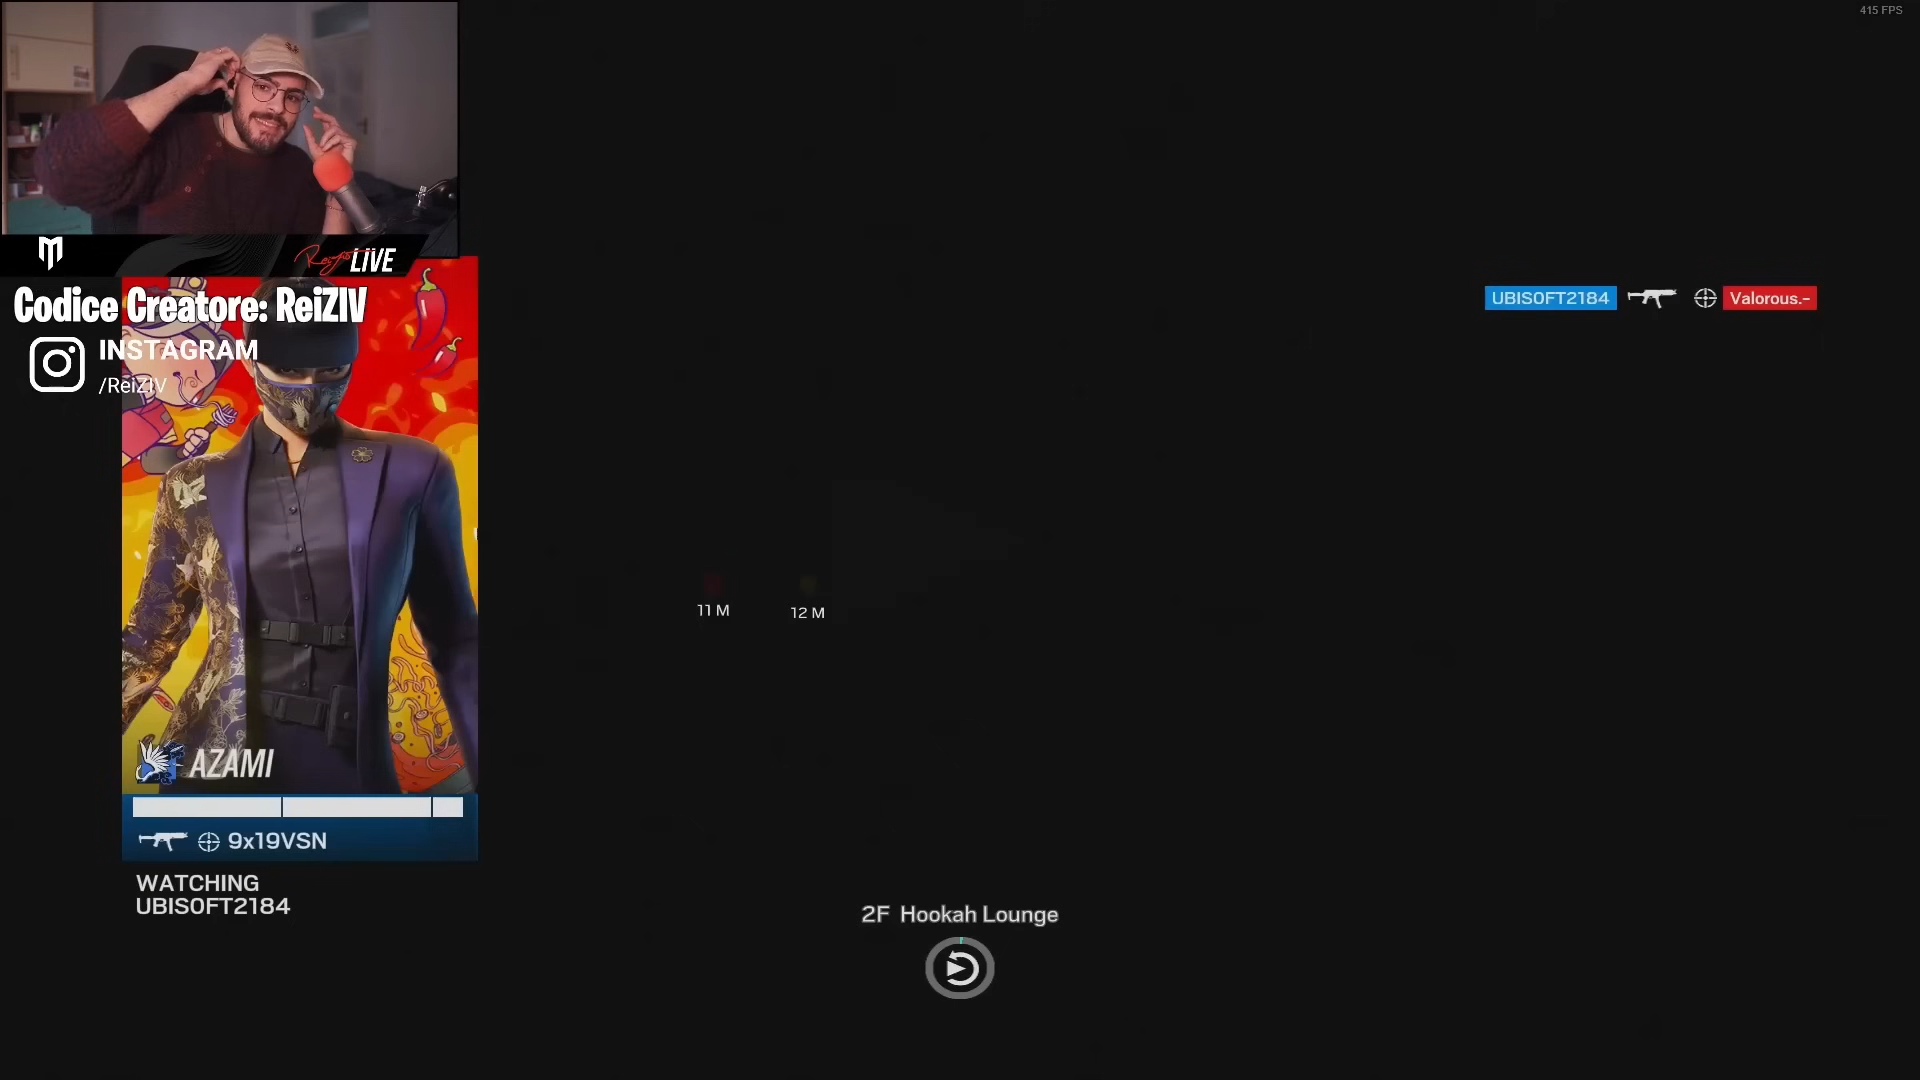 415 FPS
ReiZIV LIVE
Codice Creatore: ReiZIV
INSTAGRAM
/ReiZIV
UBISOFT2184 Valorous.-
11 M
12 M
AZAMI
9x19VSN
WATCHING
UBISOFT2184
2F Hookah Lounge